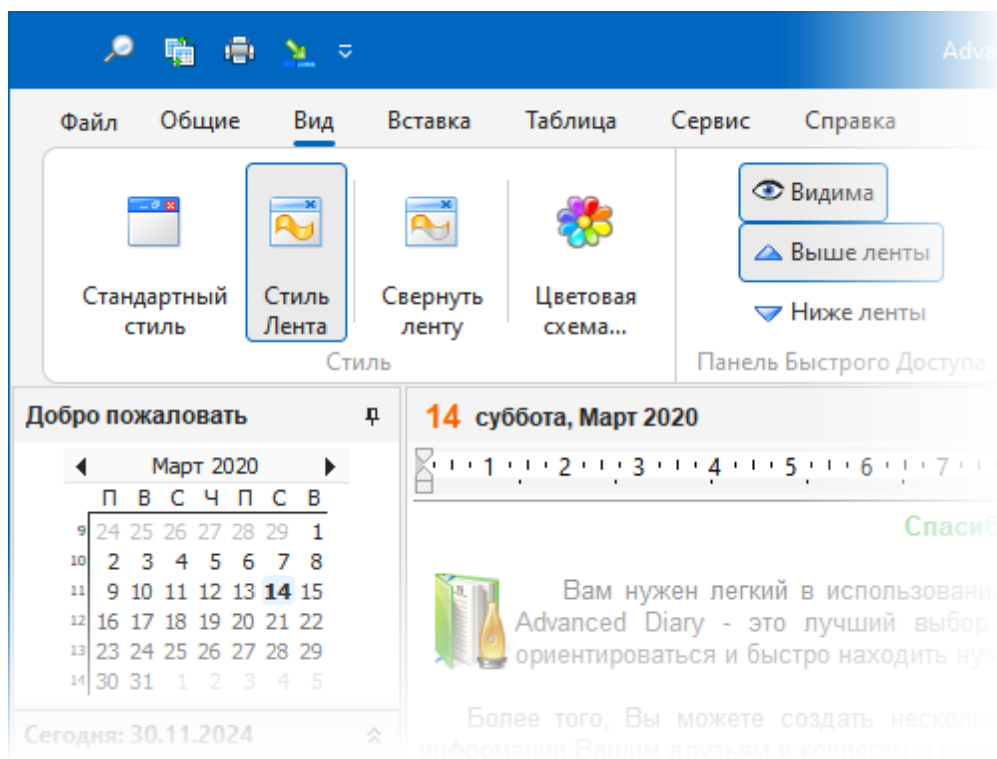 Adva
Файл Общие Вид Вставка Таблица Сервис Справка
Стандартный стиль
Стиль Лента
Свернуть ленту
Цветовая схема...
Стиль
Видима
Выше ленты
Ниже ленты
Панель Быстрого Доступа
Добро пожаловать
Март 2020
П В С Ч П С В
9 24 25 26 27 28 29 1
10 2 3 4 5 6 7 8
11 9 10 11 12 13 14 15
12 16 17 18 19 20 21 22
13 23 24 25 26 27 28 29
14 30 31 1 2 3 4 5
Сегодня: 30.11.2024
14 суббота, Март 2020
1 2 3 4 5 6 7
Спасиб
Вам нужен легкий в использовани
Advanced Diary - это лучший выбор.
ориентироваться и быстро находить нуж
Более того, Вы можете создать несколь
информации Вашим друзьям и коллегам в